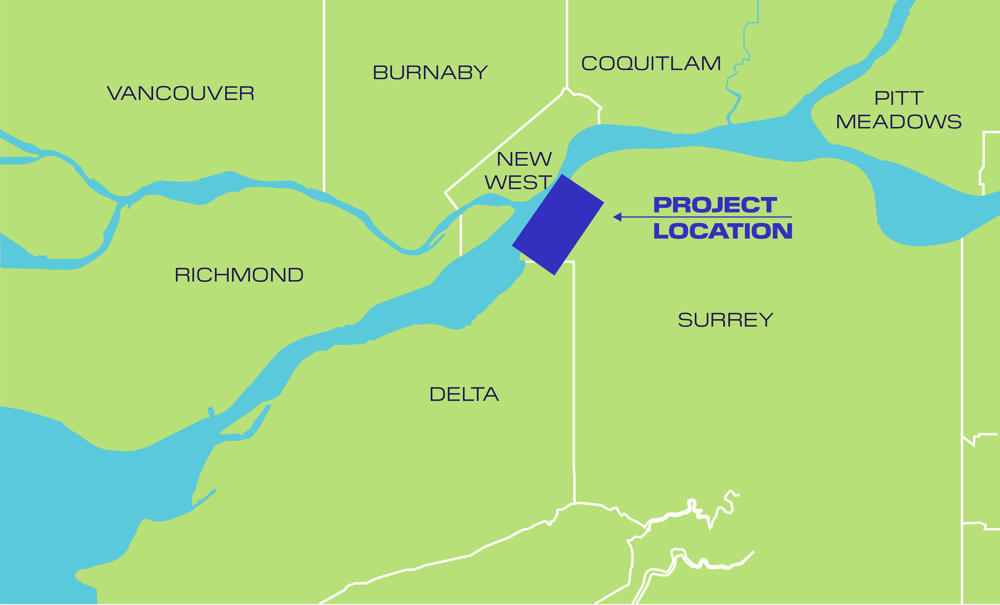 COQUITLAM
BURNABY
VANCOUVER
PITT
MEADOWS
NEW
WEST
PROJECT
LOCATION
RICHMOND
SURREY
DELTA